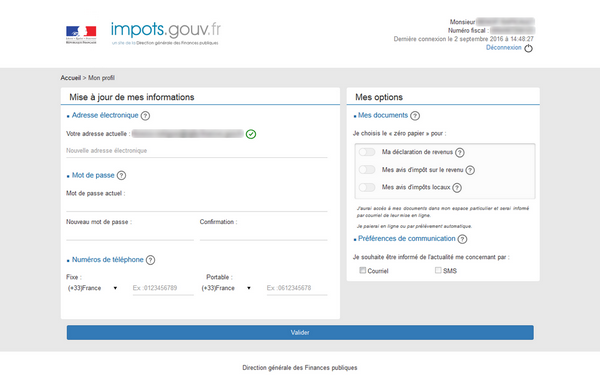 impots.gouv.fr
un site de la Direction générale des Finances publiques
Monsieur
Numéro fiscal :
Dernière connexion le 2 septembre 2016 à 14:48:27
Déconnexion
Accueil > Mon profil
Mise à jour de mes informations
Adresse électronique ?
Votre adresse actuelle :
Nouvelle adresse électronique
Mot de passe ?
Mot de passe actuel :
Nouveau mot de passe :
Confirmation :
Numéros de téléphone ?
Fixe :
Portable :
(+33)France
Ex :0123456789
(+33)France
Ex :0612345678
Mes options
Mes documents ?
Je choisis le « zéro papier » pour :
Ma déclaration de revenus ?
Mes avis d'impôt sur le revenu ?
Mes avis d'impôts locaux ?
J'aurai accès à mes documents dans mon espace particulier et serai informé
par courriel de leur mise en ligne.
Je paierai en ligne ou par prélèvement automatique.
Préférences de communication ?
Je souhaite être informé de l'actualité me concernant par :
Courriel
SMS
Valider
Direction générale des Finances publiques